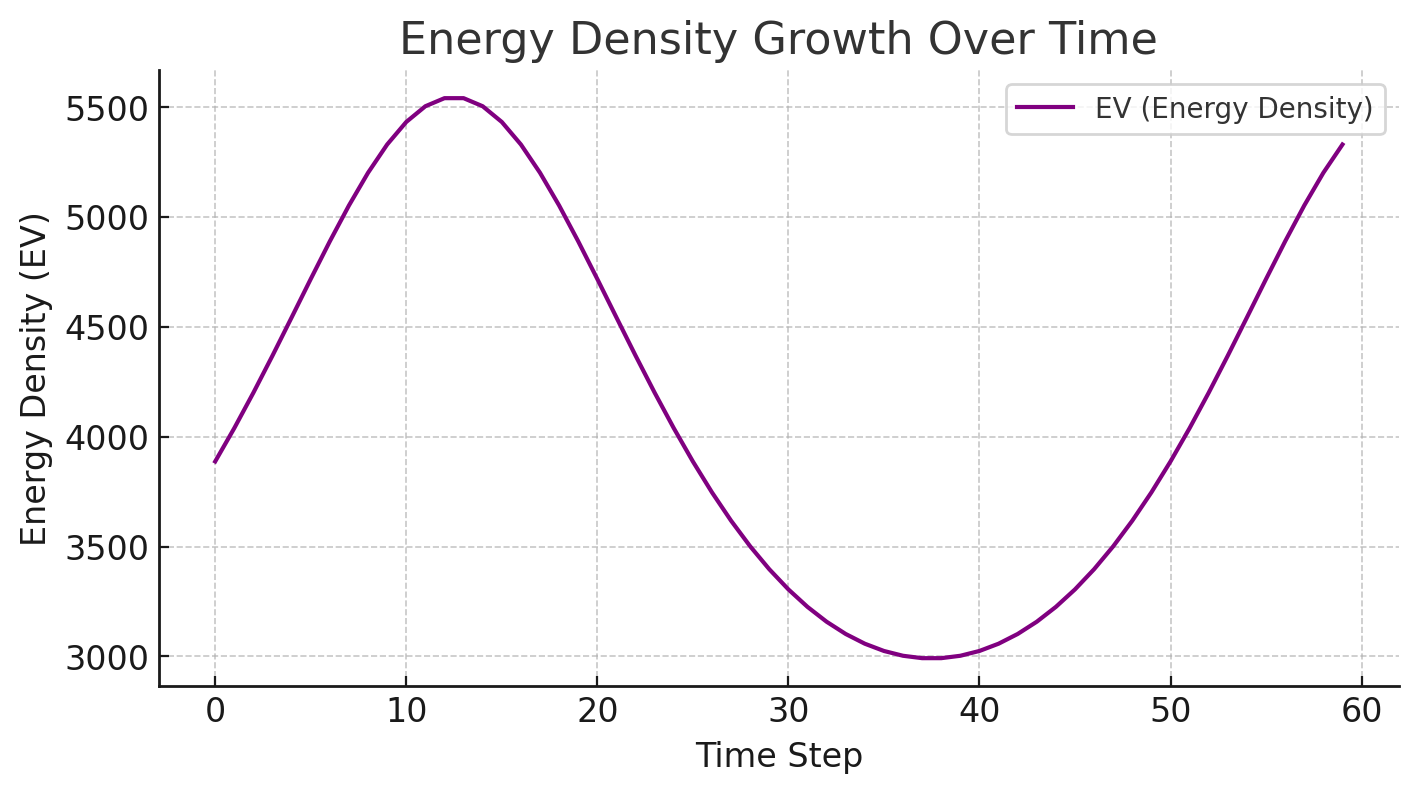 Energy Density Growth Over Time
EV (Energy Density)
Energy Density (EV)
5500
5000
4500
4000
3500
3000
0 10 20 30 40 50 60
Time Step